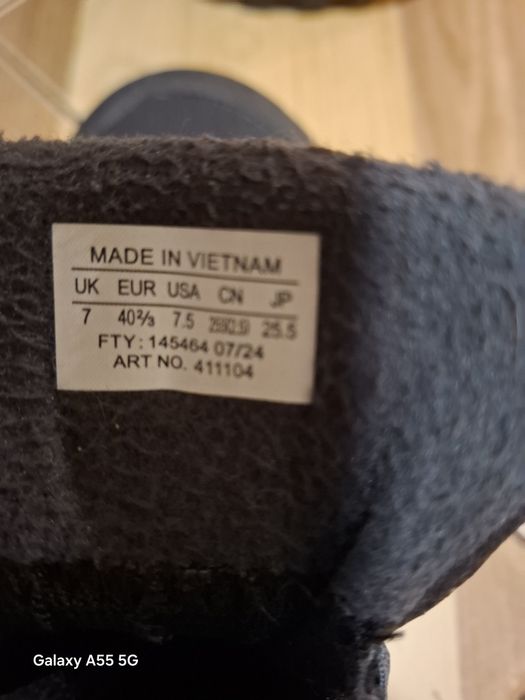 MADE IN VIETNAM
UK EUR USA CN JP
7 40⅔ 7.5 25.5
FTY: 145464 07/24
ART NO. 411104
Galaxy A55 5G